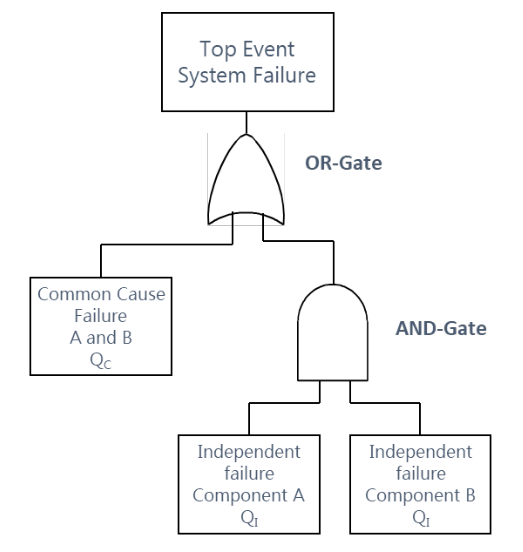 Top Event
System Failure
OR-Gate
Common Cause
Failure
A and B
Q_C
AND-Gate
Independent
failure
Component A
Q_I
Independent
failure
Component B
Q_I